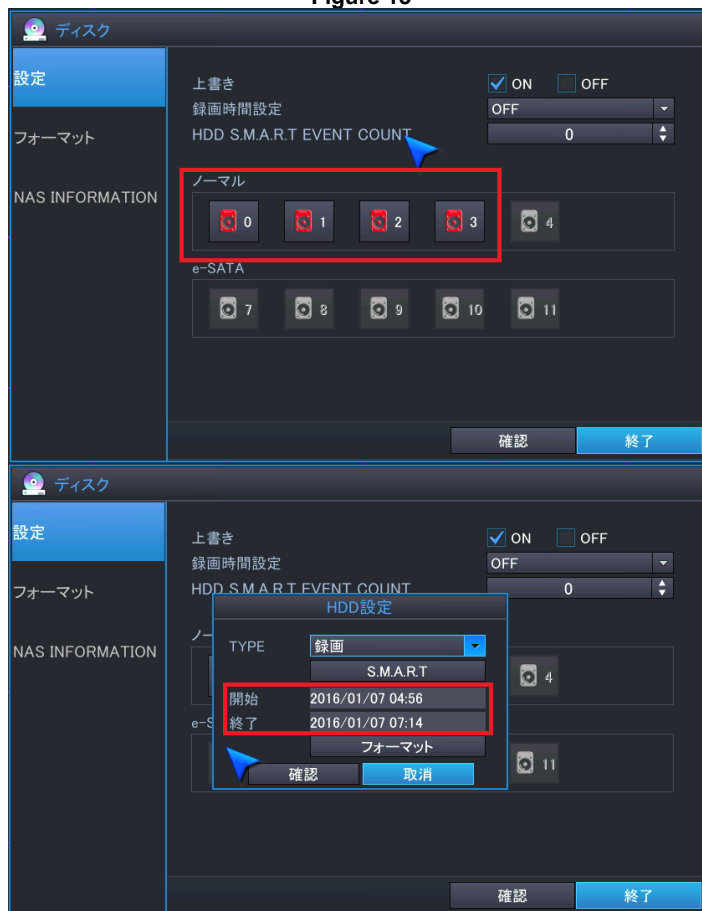 ディスク
設定
上書き ON OFF
録画時間設定 OFF
フォーマット
HDD S.M.A.R.T EVENT COUNT 0
NAS INFORMATION
ノーマル
0 1 2 3 4
e-SATA
7 8 9 10 11
確認 終了
ディスク
設定
上書き ON OFF
録画時間設定 OFF
フォーマット
HDD S.M.A.R.T EVENT COUNT 0
HDD設定
NAS INFORMATION
TYPE 録画
S.M.A.R.T
4
開始 2016/01/07 04:56
終了 2016/01/07 07:14
フォーマット
11
確認 取消
確認 終了